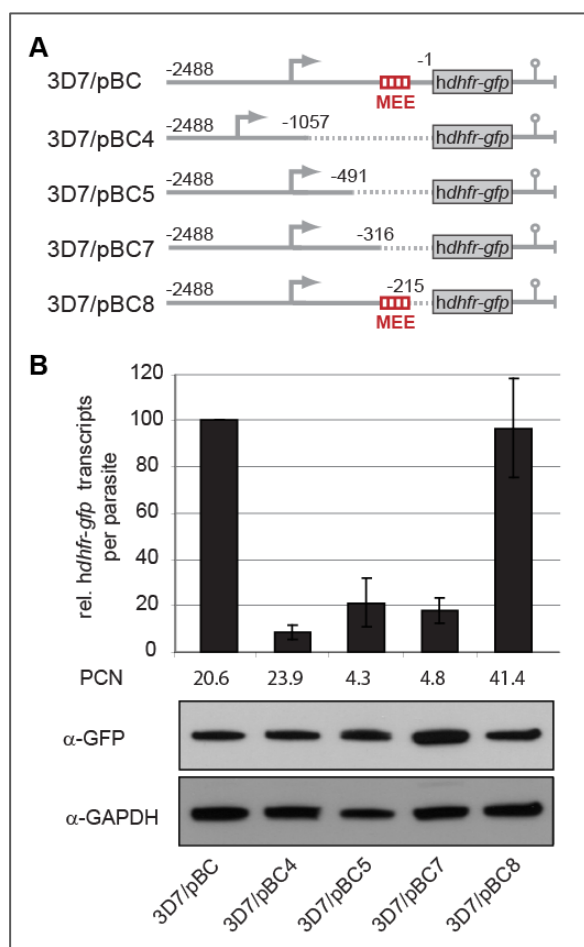 A
3D7/pBC -2488 -1 MEE hdhfr-gfp
3D7/pBC4 -2488 -1057 hdhfr-gfp
3D7/pBC5 -2488 -491 hdhfr-gfp
3D7/pBC7 -2488 -316 hdhfr-gfp
3D7/pBC8 -2488 -215 MEE hdhfr-gfp
B
rel. hdhfr-gfp transcripts
per parasite
120
100
80
60
40
20
0
PCN 20.6 23.9 4.3 4.8 41.4
α-GFP
α-GAPDH
3D7/pBC 3D7/pBC4 3D7/pBC5 3D7/pBC7 3D7/pBC8